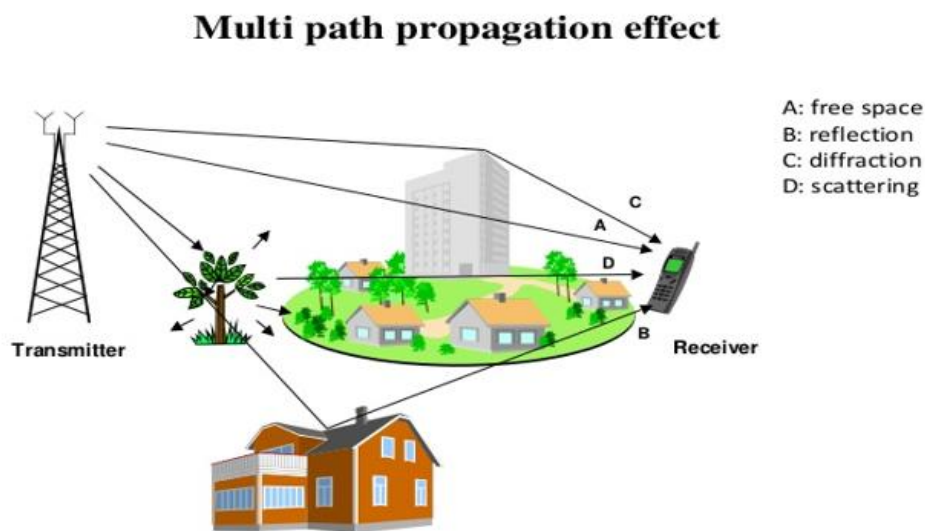 Multi path propagation effect
A: free space
B: reflection
C: diffraction
D: scattering
C
A
D
B
Transmitter
Receiver